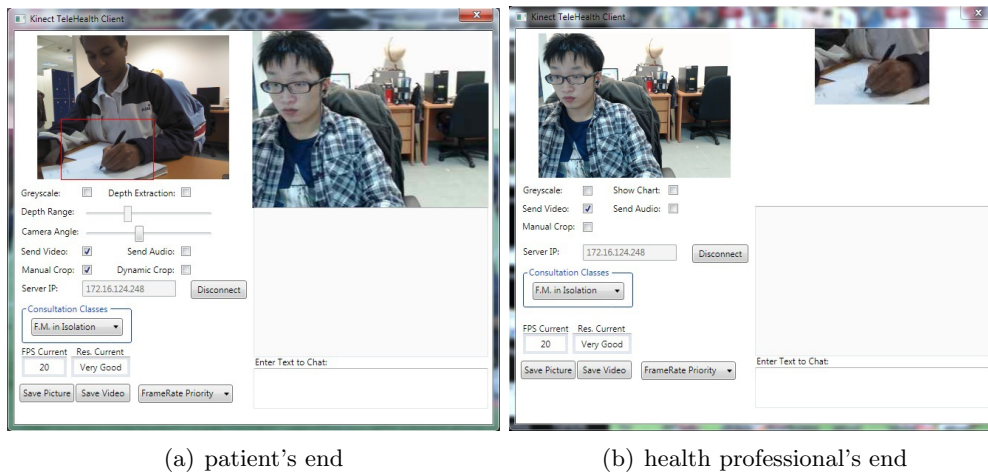 Kinect TeleHealth Client
Greyscale: Depth Extraction:
Depth Range:
Camera Angle:
Send Video: Send Audio:
Manual Crop: Dynamic Crop:
Server IP: 172.16.124.248 Disconnect
Consultation Classes
F.M. in Isolation
FPS Current Res. Current
20 Very Good
Enter Text to Chat:
Save Picture Save Video FrameRate Priority
(a) patient's end
Kinect TeleHealth Client
Greyscale: Show Chart:
Send Video: Send Audio:
Manual Crop:
Server IP: 172.16.124.248 Disconnect
Consultation Classes
F.M. in Isolation
FPS Current Res. Current
20 Very Good
Enter Text to Chat:
Save Picture Save Video FrameRate Priority
(b) health professional's end